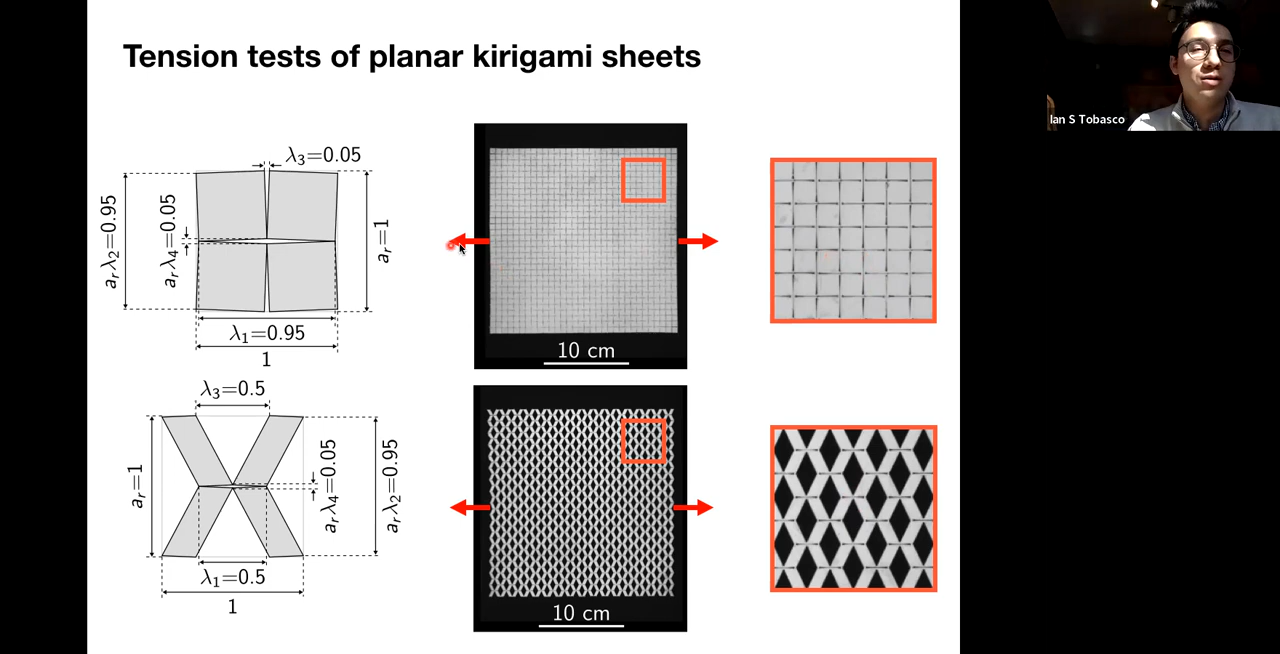 Tension tests of planar kirigami sheets
Ian S Tobasco
λ₃=0.05
aᵣλ₂=0.95
aᵣλ₄=0.05
aᵣ=1
λ₁=0.95
1
10 cm
λ₃=0.5
aᵣ=1
aᵣλ₄=0.05
aᵣλ₂=0.95
λ₁=0.5
1
10 cm